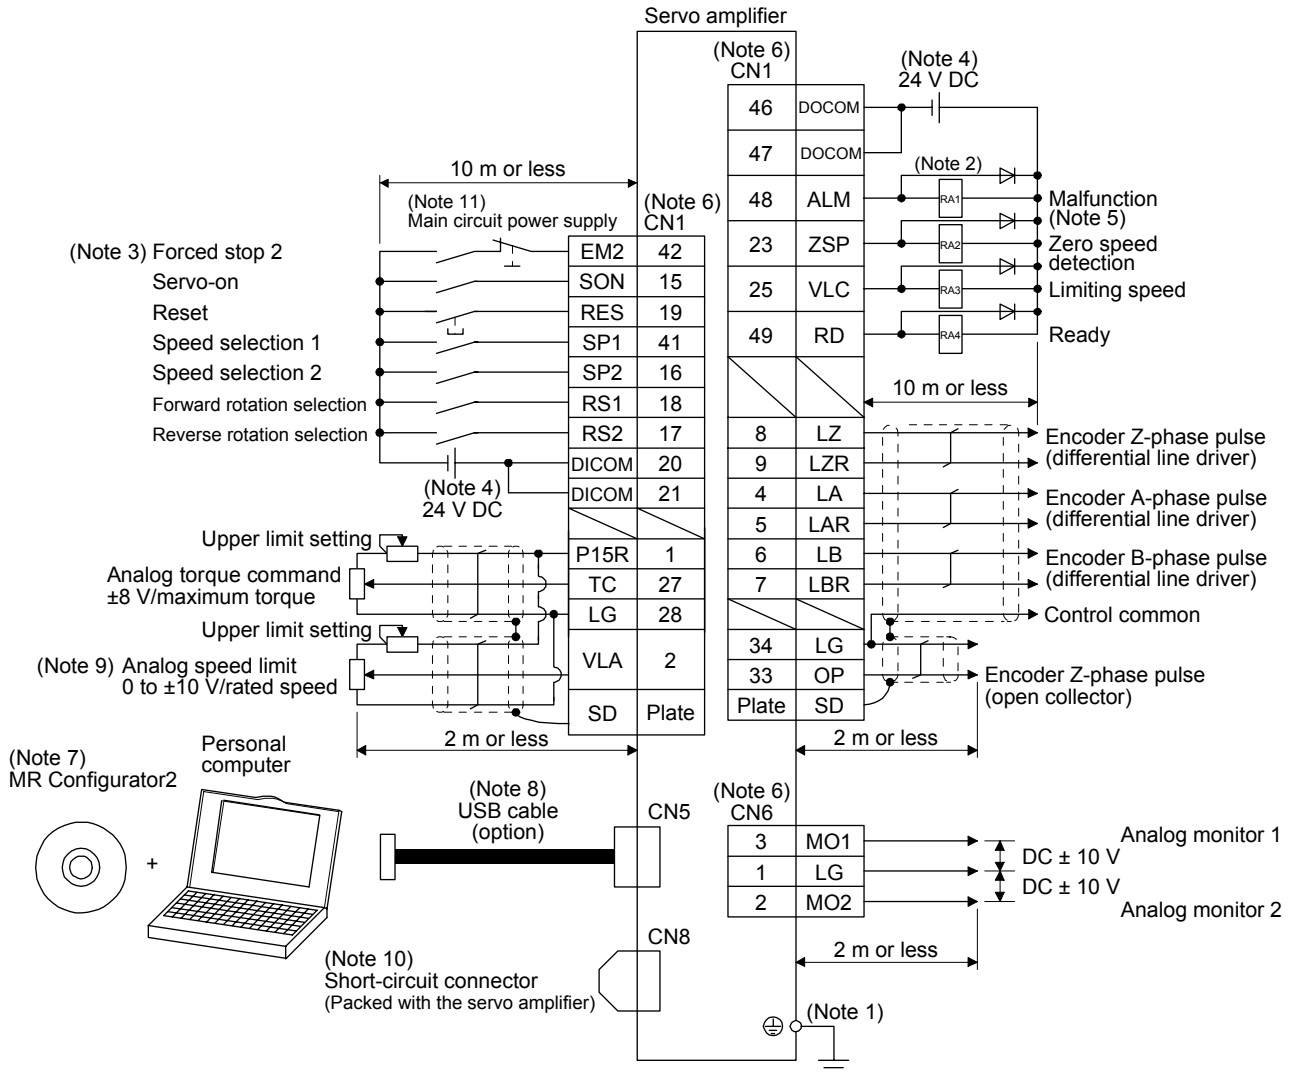 Servo amplifier
(Note 6)
CN1
(Note 4)
24 V DC
46 DOCOM
47 DOCOM
(Note 2)
48 ALM RA1 Malfunction
(Note 5)
23 ZSP RA2 Zero speed
detection
25 VLC RA3 Limiting speed
49 RD RA4 Ready
10 m or less
8 LZ Encoder Z-phase pulse
9 LZR (differential line driver)
4 LA Encoder A-phase pulse
5 LAR (differential line driver)
6 LB Encoder B-phase pulse
7 LBR (differential line driver)
Control common
34 LG
33 OP Encoder Z-phase pulse
(open collector)
Plate SD
2 m or less
10 m or less
(Note 11)
Main circuit power supply
(Note 6)
CN1
(Note 3) Forced stop 2 EM2 42
Servo-on SON 15
Reset RES 19
Speed selection 1 SP1 41
Speed selection 2 SP2 16
Forward rotation selection RS1 18
Reverse rotation selection RS2 17
DICOM 20
(Note 4)
24 V DC
DICOM 21
Upper limit setting P15R 1
Analog torque command TC 27
±8 V/maximum torque
LG 28
Upper limit setting
(Note 9) Analog speed limit VLA 2
0 to ±10 V/rated speed
SD Plate
2 m or less
(Note 7)
MR Configurator2
Personal
computer
+
(Note 8)
USB cable
(option)
CN5
(Note 6)
CN6
3 MO1 Analog monitor 1
DC ± 10 V
1 LG
DC ± 10 V
2 MO2 Analog monitor 2
2 m or less
CN8
(Note 10)
Short-circuit connector
(Packed with the servo amplifier)
(Note 1)